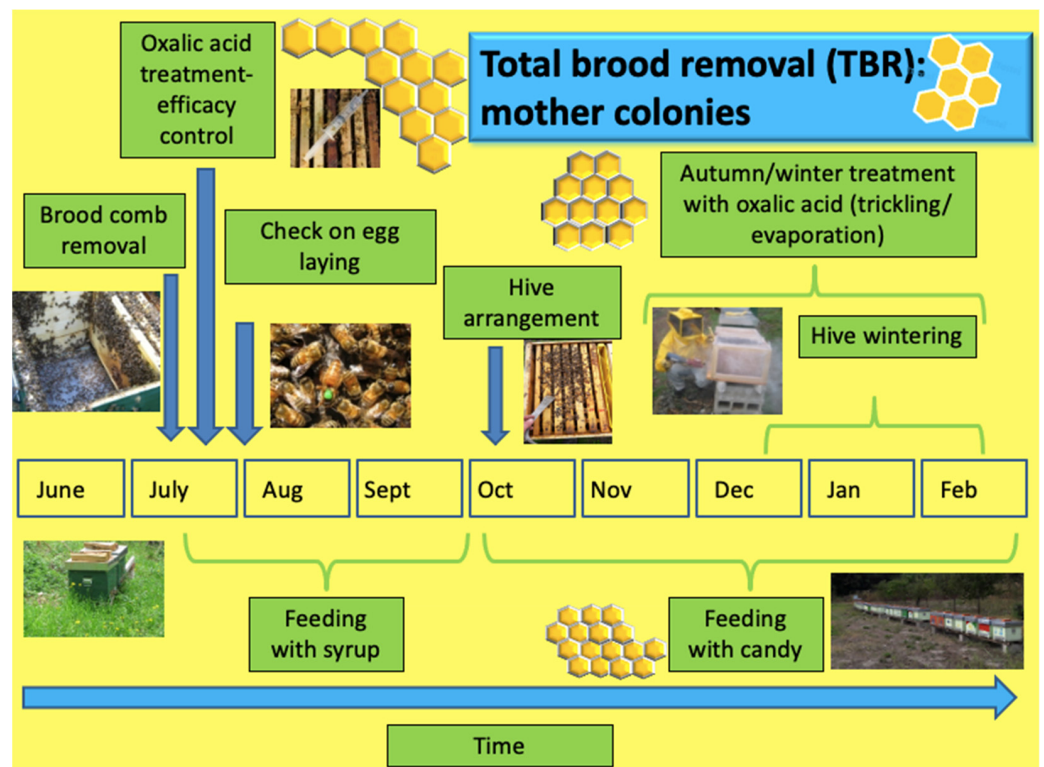 Total brood removal (TBR):
mother colonies
Oxalic acid
treatment-
efficacy
control
Brood comb
removal
Check on egg
laying
Hive
arrangement
Autumn/winter treatment
with oxalic acid (trickling/
evaporation)
Hive wintering
June
July
Aug
Sept
Oct
Nov
Dec
Jan
Feb
Feeding
with syrup
Feeding
with candy
Time